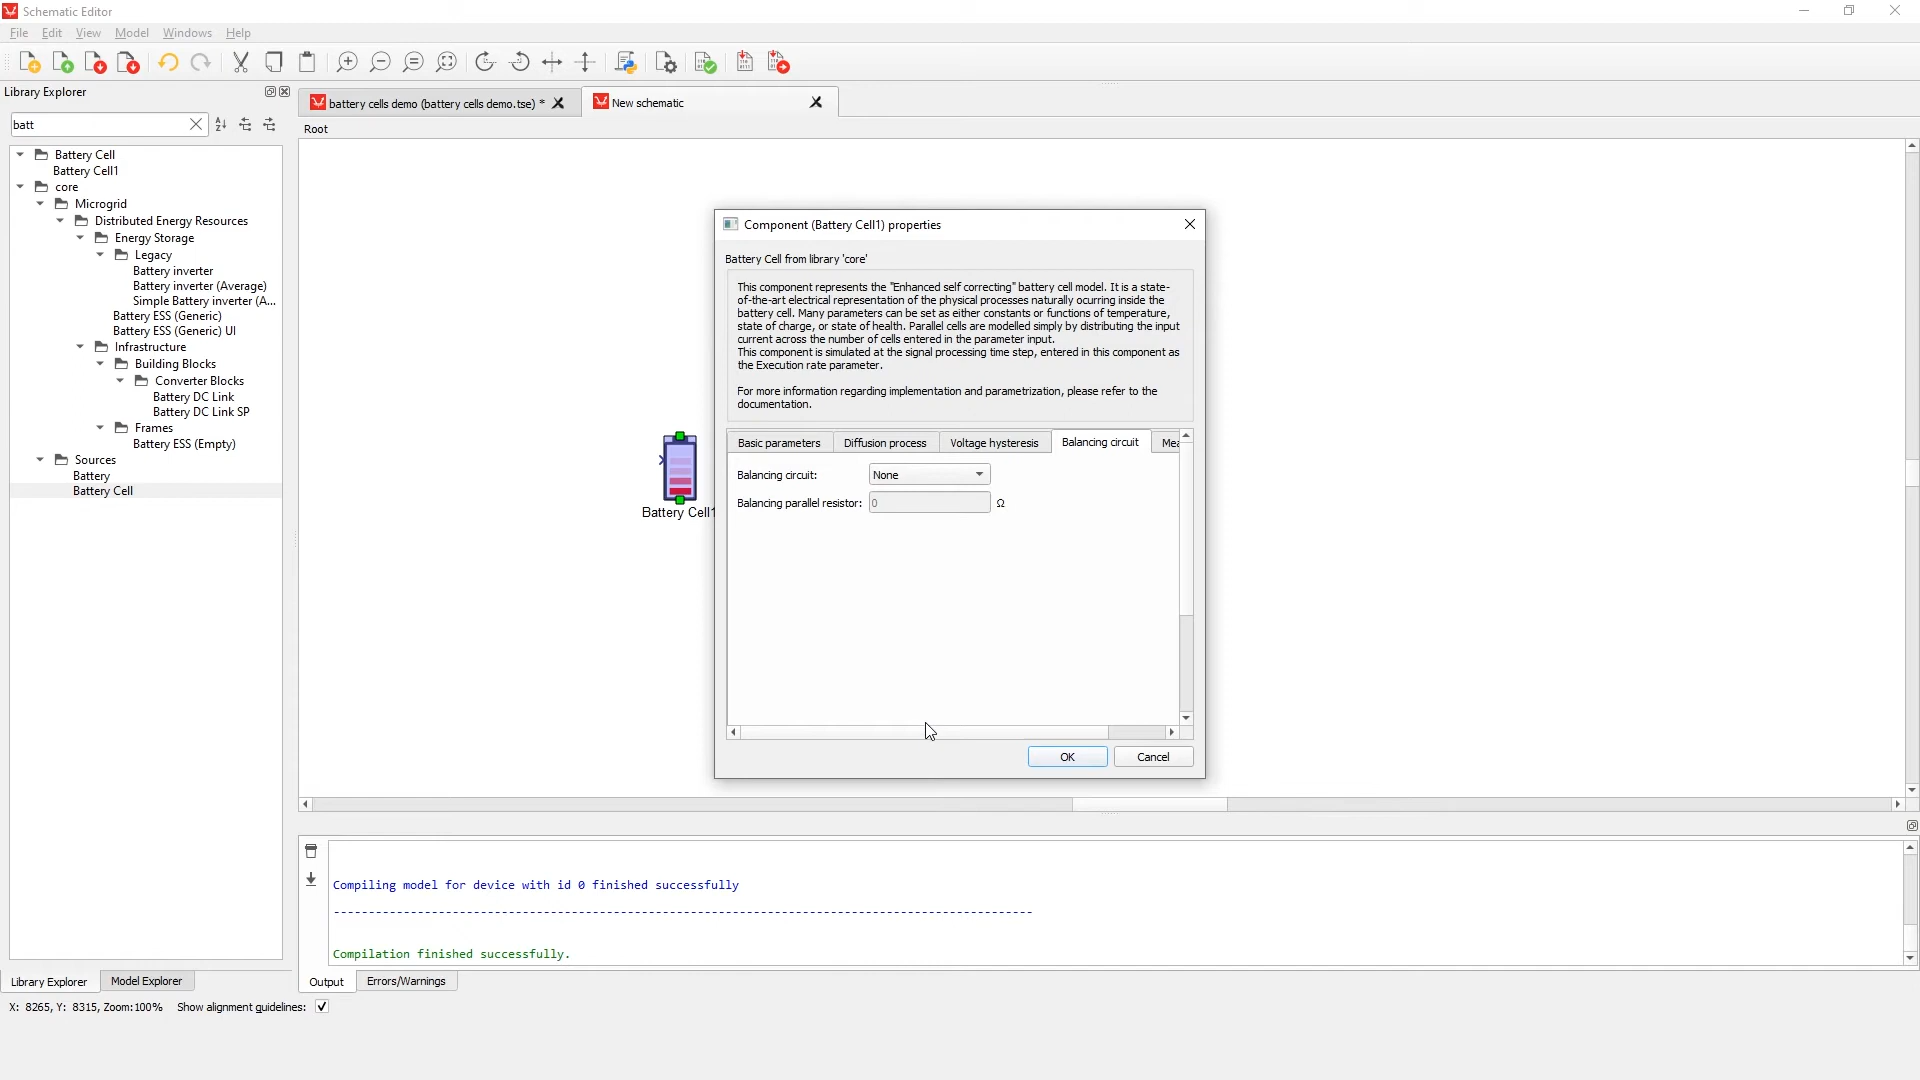 Schematic Editor
File Edit View Model Windows Help
Library Explorer
batt
Battery Cell
Battery Cell1
core
Microgrid
Distributed Energy Resources
Energy Storage
Legacy
Battery inverter
Battery inverter (Average)
Simple Battery inverter (A...
Battery ESS (Generic)
Battery ESS (Generic) UI
Infrastructure
Building Blocks
Converter Blocks
Battery DC Link
Battery DC Link SP
Frames
Battery ESS (Empty)
Sources
Battery
Battery Cell
Library Explorer Model Explorer
battery cells demo (battery cells demo.tse) * New schematic
Root
Battery Cell1
Component (Battery Cell1) properties
Battery Cell from library 'core'
This component represents the "Enhanced self correcting" battery cell model. It is a state-
of-the-art electrical representation of the physical processes naturally ocurring inside the
battery cell. Many parameters can be set as either constants or functions of temperature,
state of charge, or state of health. Parallel cells are modelled simply by distributing the input
current across the number of cells entered in the parameter input.
This component is simulated at the signal processing time step, entered in this component as
the Execution rate parameter.
For more information regarding implementation and parametrization, please refer to the
documentation.
Basic parameters Diffusion process Voltage hysteresis Balancing circuit Mea
Balancing circuit: None
Balancing parallel resistor: 0 Ω
OK Cancel
Compiling model for device with id 0 finished successfully
----------------------------------------------------------------------------------------------------
Compilation finished successfully.
Output Errors/Warnings
X: 8265, Y: 8315, Zoom:100% Show alignment guidelines: